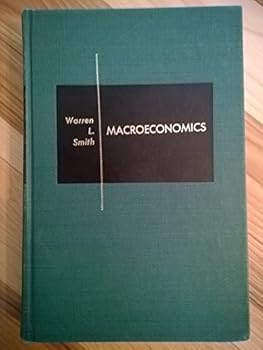 Warren
L.
Smith
MACROECONOMICS